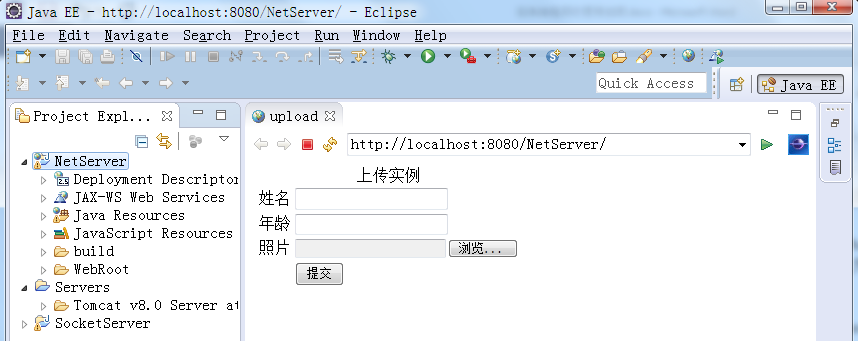 Java EE - http://localhost:8080/NetServer/ - Eclipse
File Edit Navigate Search Project Run Window Help
Quick Access Java EE
Project Expl...
NetServer
Deployment Descriptor
JAX-WS Web Services
Java Resources
JavaScript Resources
build
WebRoot
Servers
Tomcat v8.0 Server at
SocketServer
upload
http://localhost:8080/NetServer/
上传实例
姓名
年龄
照片 浏览...
提交